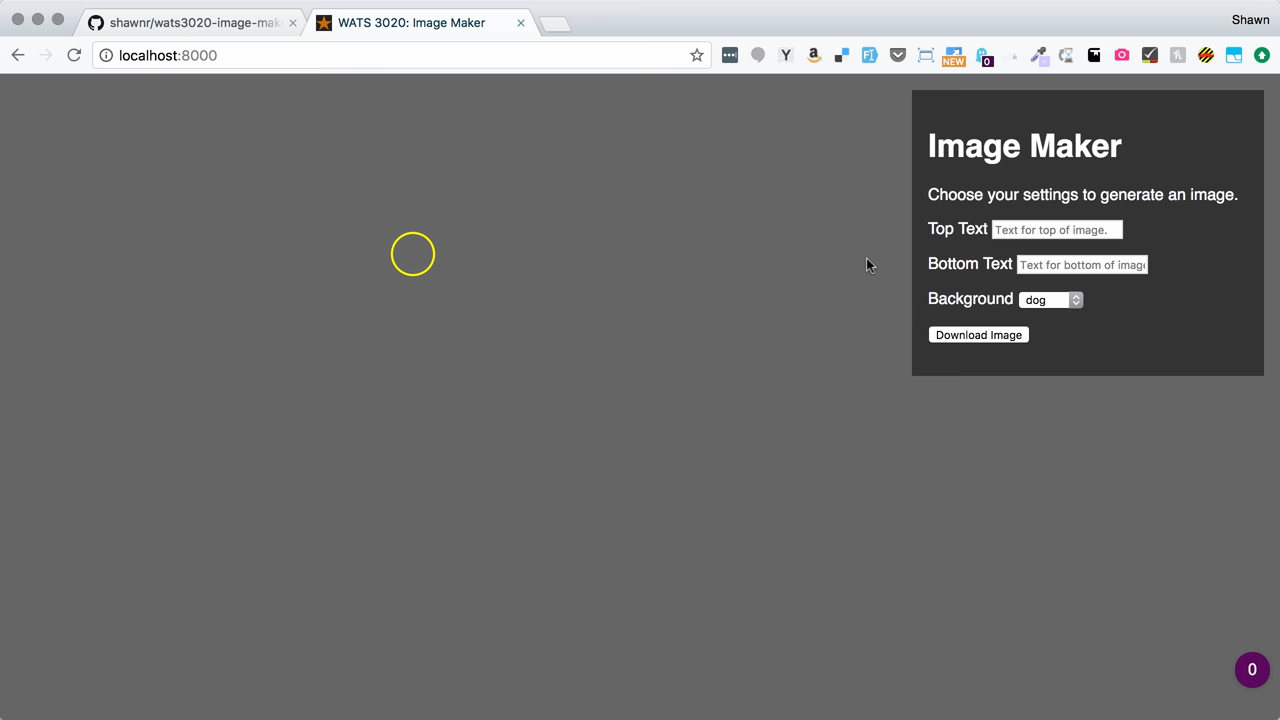 shawnr/wats3020-image-mak
WATS 3020: Image Maker
Shawn
localhost:8000
Y
a
NEW
0
Image Maker
Choose your settings to generate an image.
Top Text Text for top of image.
Bottom Text Text for bottom of image
Background dog
Download Image
0